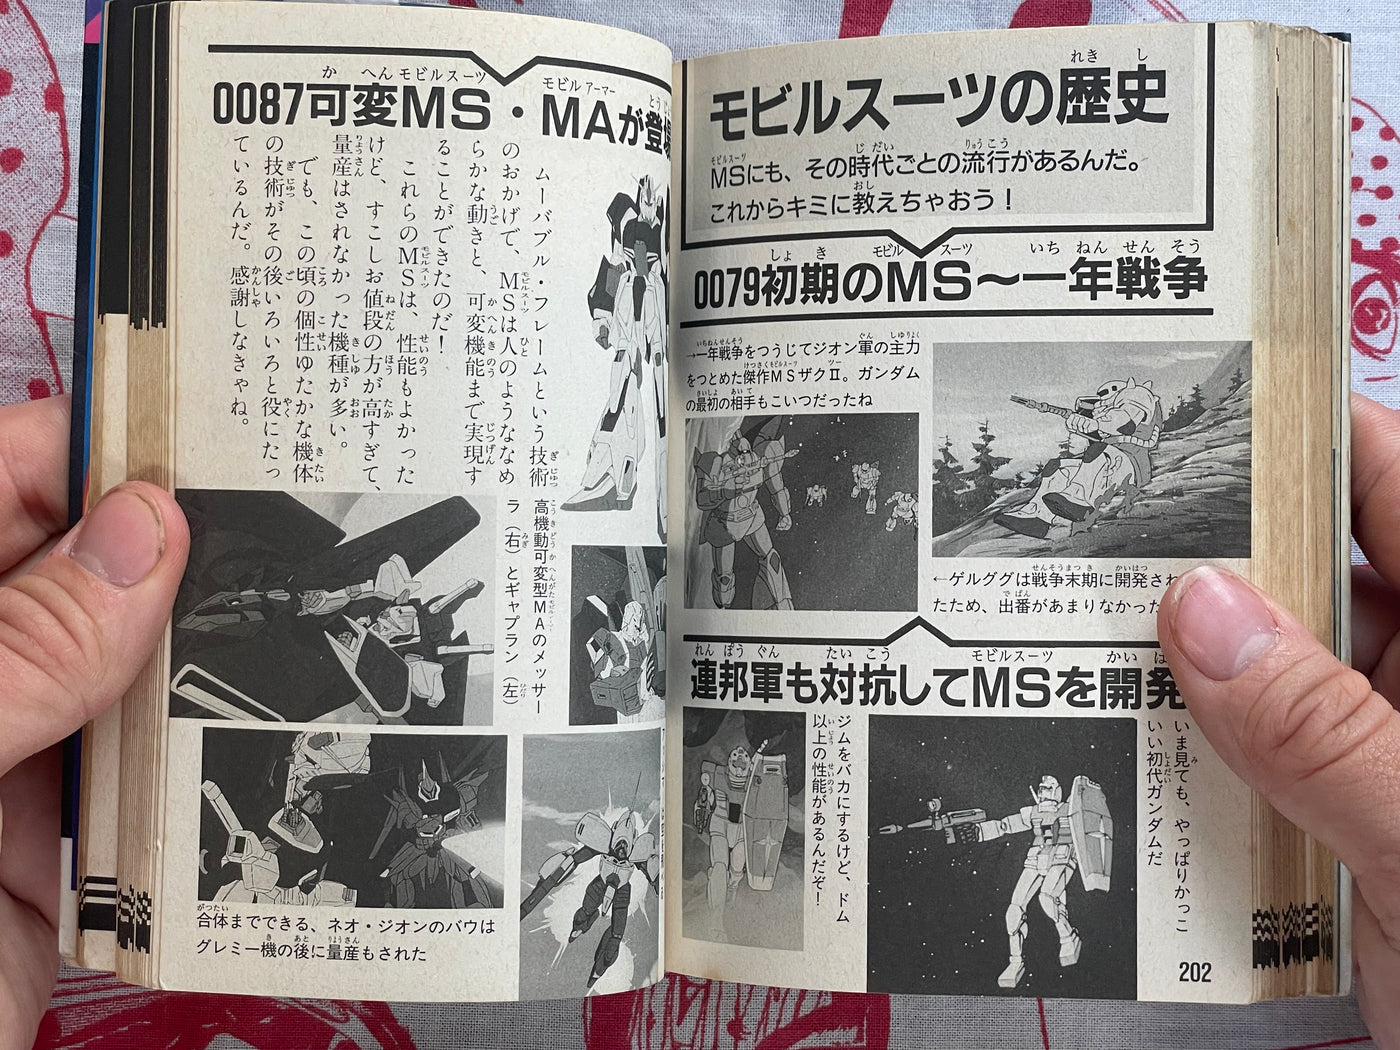 モビルスーツの歴史
MSにも、その時代ごとの流行があるんだ。
これからキミに教えちゃおう！
0079初期のMS〜一年戦争
→一年戦争をつうじてジオン軍の主力
をつとめた傑作MSザクⅡ。ガンダム
の最初の相手もこいつだったね
←ゲルググは戦争末期に開発され
たため、出番があまりなかった
連邦軍も対抗してMSを開発
いま見ても、やっぱりかっこ
いい初代ガンダムだ
ジムをバカにするけど、ドム
以上の性能があるんだぞ！
202
0087可変MS・MAが登場
ムーバブル・フレームという技術
のおかげで、MSは人のようななめ
らかな動きと、可変機能まで実現す
ることができたのだ！
これらのMSは、性能もよかった
けど、すこしお値段の方が高すぎて、
量産はされなかった機種が多い。
でも、この頃の個性ゆたかな機体
の技術がその後いろいろと役にたっ
ているんだ。感謝しなきゃね。
高機動可変型MAのメッサー
ラ（右）とギャプラン（左）
合体までできる、ネオ・ジオンのバウは
グレミー機の後に量産もされた